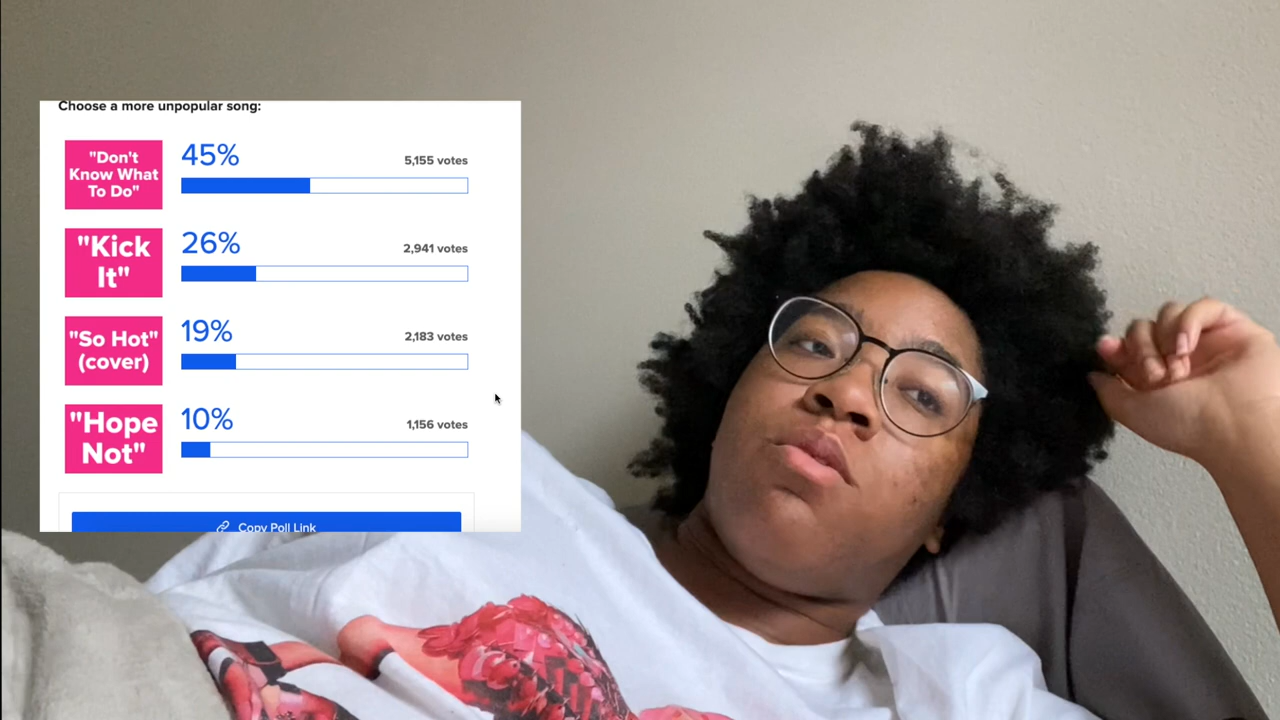 Choose a more unpopular song:
"Don't
Know What
To Do"
45%
5,155 votes
"Kick
It"
26%
2,941 votes
"So Hot"
(cover)
19%
2,183 votes
"Hope
Not"
10%
1,156 votes
Copy Poll Link